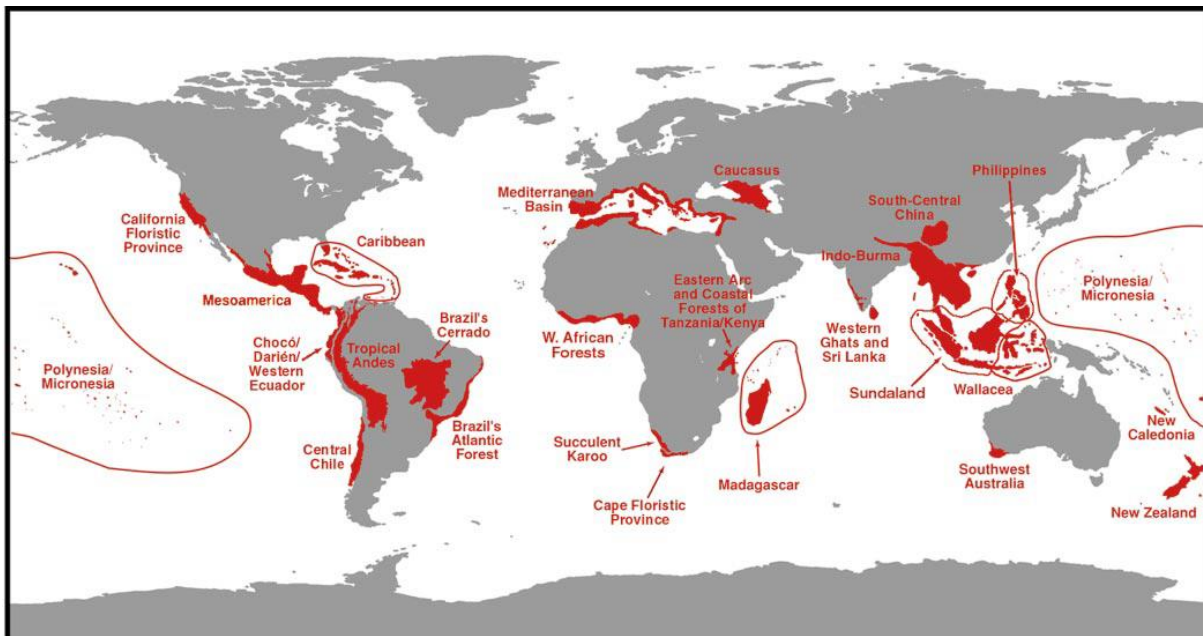 California
Floristic
Province
Caribbean
Mesoamerica
Polynesia/
Micronesia
Chocó/
Darién/
Western
Ecuador
Tropical
Andes
Brazil's
Cerrado
Brazil's
Atlantic
Forest
Central
Chile
Mediterranean
Basin
Caucasus
W. African
Forests
Eastern Arc
and Coastal
Forests of
Tanzania/Kenya
Succulent
Karoo
Cape Floristic
Province
Madagascar
South-Central
China
Indo-Burma
Philippines
Western
Ghats and
Sri Lanka
Sundaland
Wallacea
Polynesia/
Micronesia
New
Caledonia
Southwest
Australia
New Zealand